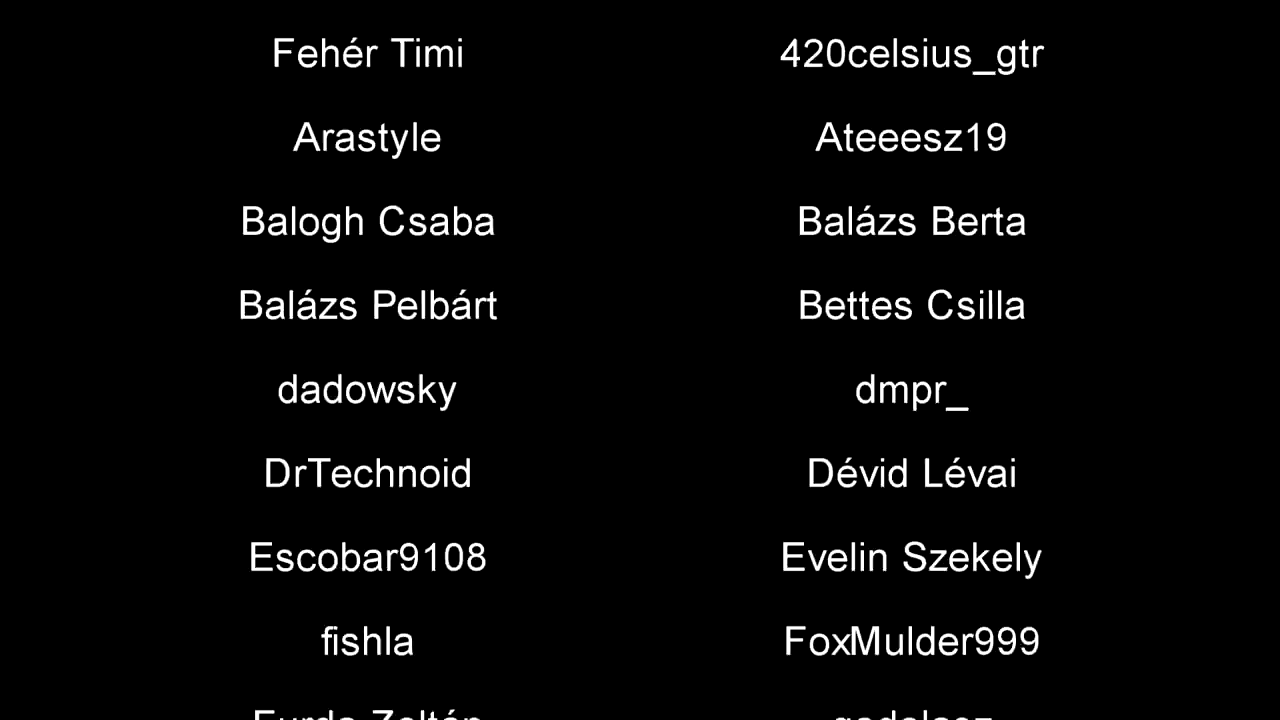 Fehér Timi 420celsius_gtr
Arastyle Ateeesz19
Balogh Csaba Balázs Berta
Balázs Pelbárt Bettes Csilla
dadowsky dmpr_
DrTechnoid Dévid Lévai
Escobar9108 Evelin Szekely
fishla FoxMulder999
Zoltán